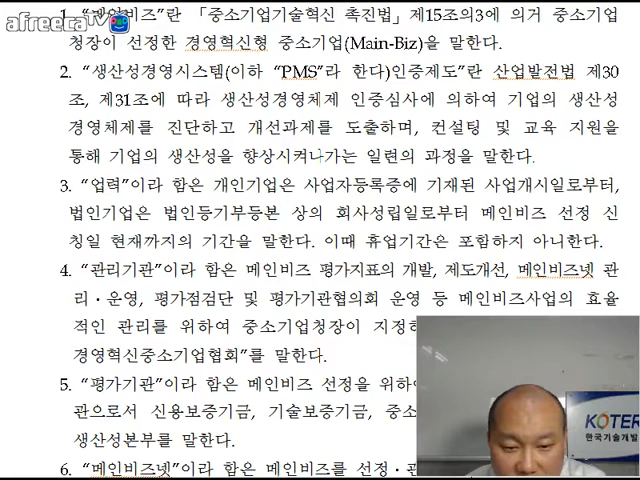 afreecaTV
1. “메인비즈”란 「중소기업기술혁신 촉진법」제15조의3에 의거 중소기업
청장이 선정한 경영혁신형 중소기업(Main-Biz)을 말한다.
2. “생산성경영시스템(이하 “PMS”라 한다)인증제도”란 산업발전법 제30
조, 제31조에 따라 생산성경영체제 인증심사에 의하여 기업의 생산성
경영체제를 진단하고 개선과제를 도출하며, 컨설팅 및 교육 지원을
통해 기업의 생산성을 향상시켜나가는 일련의 과정을 말한다.
3. “업력”이라 함은 개인기업은 사업자등록증에 기재된 사업개시일로부터,
법인기업은 법인등기부등본 상의 회사성립일로부터 메인비즈 선정 신
칭일 현재까지의 기간을 말한다. 이때 휴업기간은 포함하지 아니한다.
4. “관리기관”이라 함은 메인비즈 평가지표의 개발, 제도개선, 메인비즈넷 관
리·운영, 평가점검단 및 평가기관협의회 운영 등 메인비즈사업의 효율
적인 관리를 위하여 중소기업청장이 지정하
경영혁신중소기업협회”를 말한다.
5. “평가기관”이라 함은 메인비즈 선정을 위하여
관으로서 신용보증기금, 기술보증기금, 중소
생산성본부를 말한다.
6. “메인비즈넷”이라 함은 메인비즈를 선정·관
KOTER
한국기술개발